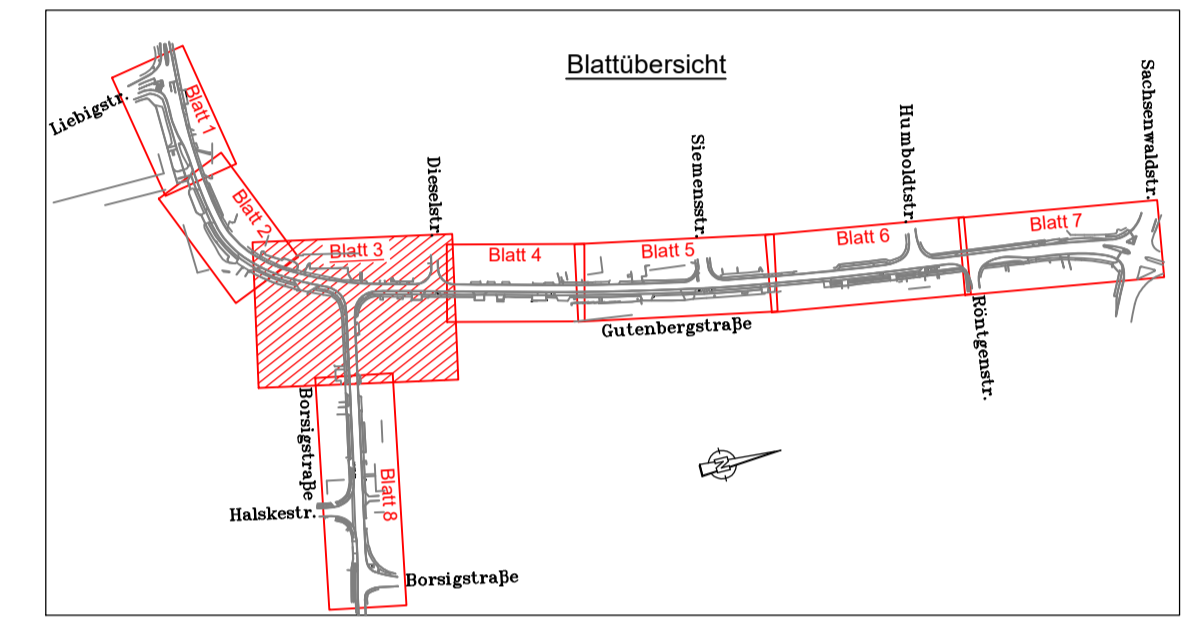 Blattübersicht
Liebigstr.
Blatt 1
Blatt 2
Blatt 3
Dieselstr.
Blatt 4
Blatt 5
Siemensstr.
Blatt 6
Humboldtstr.
Blatt 7
Sachsenwaldstr.
Gutenbergstraße
Röntgenstr.
N
Borsigstraße
Blatt 8
Halskestr.
Borsigstraße